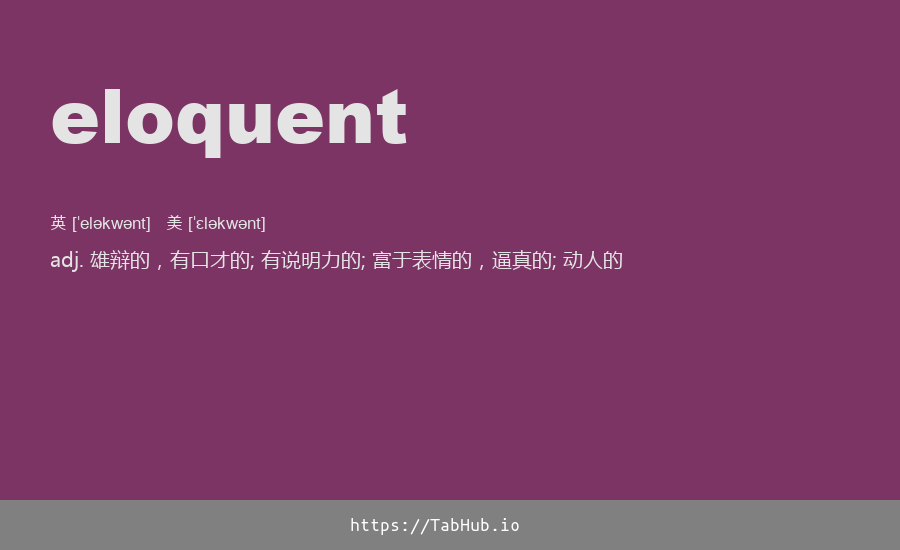 eloquent
英 [ˈeləkwənt] 美 [ˈɛləkwənt]
adj. 雄辩的，有口才的; 有说明力的; 富于表情的，逼真的; 动人的
https://TabHub.io